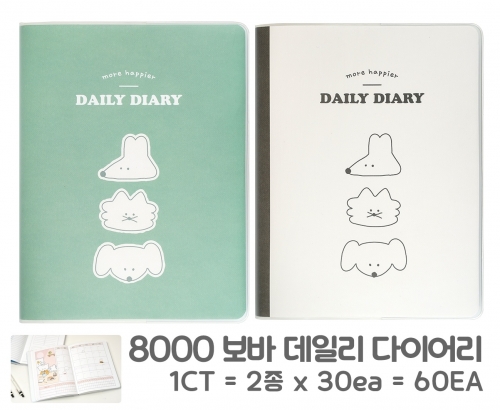 more happier
DAILY DIARY
more happier
DAILY DIARY
8000 보바 데일리 다이어리
1CT = 2종 x 30ea = 60EA